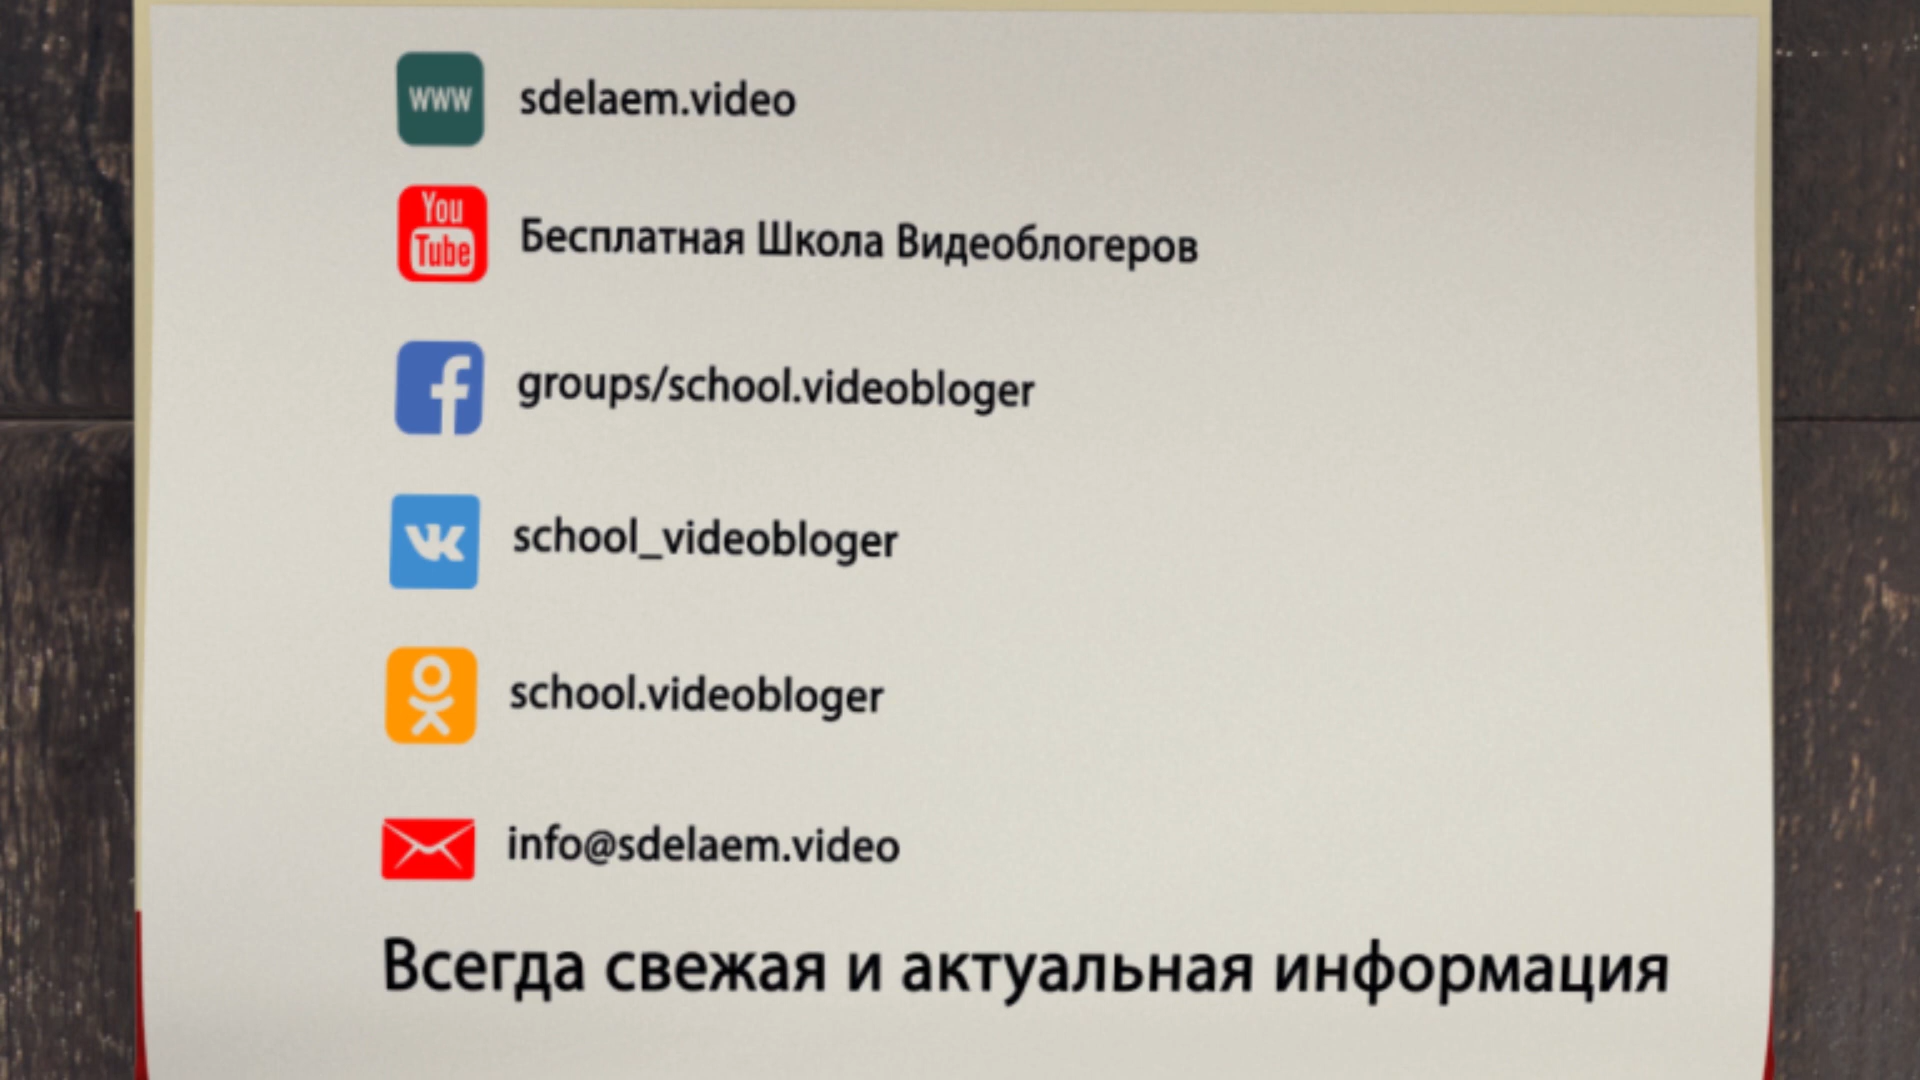 www sdelaem.video
You
Tube
Бесплатная Школа Видеоблогеров
f groups/school.videobloger
VK school_videobloger
school.videobloger
info@sdelaem.video
Всегда свежая и актуальная информация